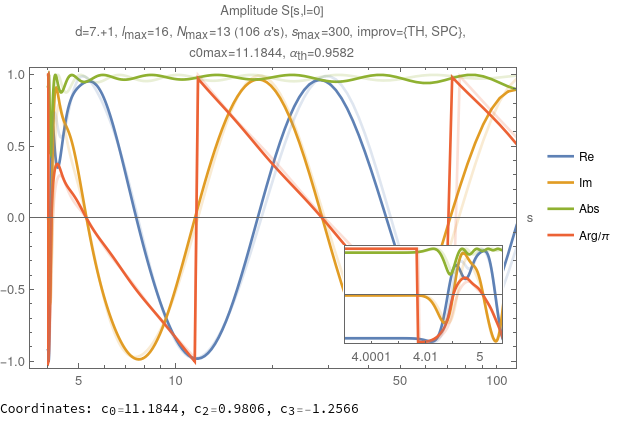 Amplitude S[s,l=0]
d=7.+1, lmax=16, Nmax=13 (106 α's), smax=300, improv={TH, SPC},
c0max=11.1844, αth=0.9582
1.0
0.5
0.0
−0.5
−1.0
5
10
50
100
s
Re
Im
Abs
Arg/π
4.0001
4.01
5
Coordinates: c0=11.1844, c2=0.9806, c3=−1.2566